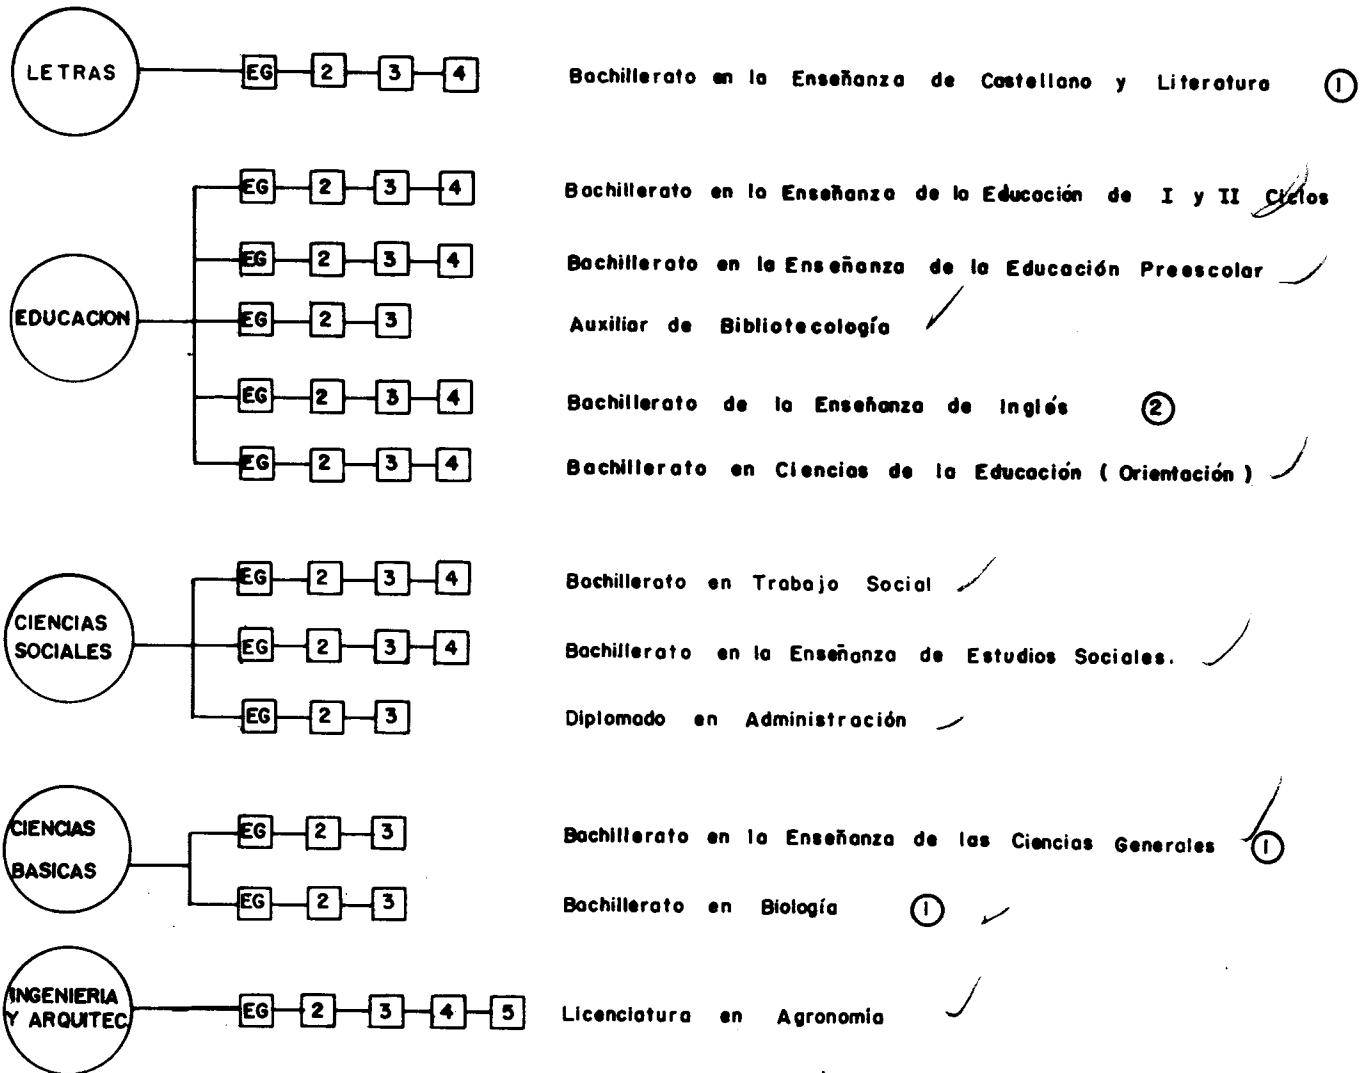 LETRAS EG 2 3 4 Bachillerato en la Enseñanza de Castellano y Literatura 1
EG 2 3 4 Bachillerato en la Enseñanza de la Educación de I y II Ciclos
EG 2 3 4 Bachillerato en la Enseñanza de la Educación Preescolar
EDUCACION EG 2 3 Auxiliar de Bibliotecología
EG 2 3 4 Bachillerato de la Enseñanza de Inglés 2
EG 2 3 4 Bachillerato en Ciencias de la Educación ( Orientación )
EG 2 3 4 Bachillerato en Trabajo Social
CIENCIAS
SOCIALES EG 2 3 4 Bachillerato en la Enseñanza de Estudios Sociales.
EG 2 3 Diplomado en Administración
CIENCIAS
BASICAS
EG 2 3 Bachillerato en la Enseñanza de las Ciencias Generales 1
EG 2 3 Bachillerato en Biología 1
INGENIERIA
Y ARQUITEC EG 2 3 4 5 Licenciatura en Agronomía